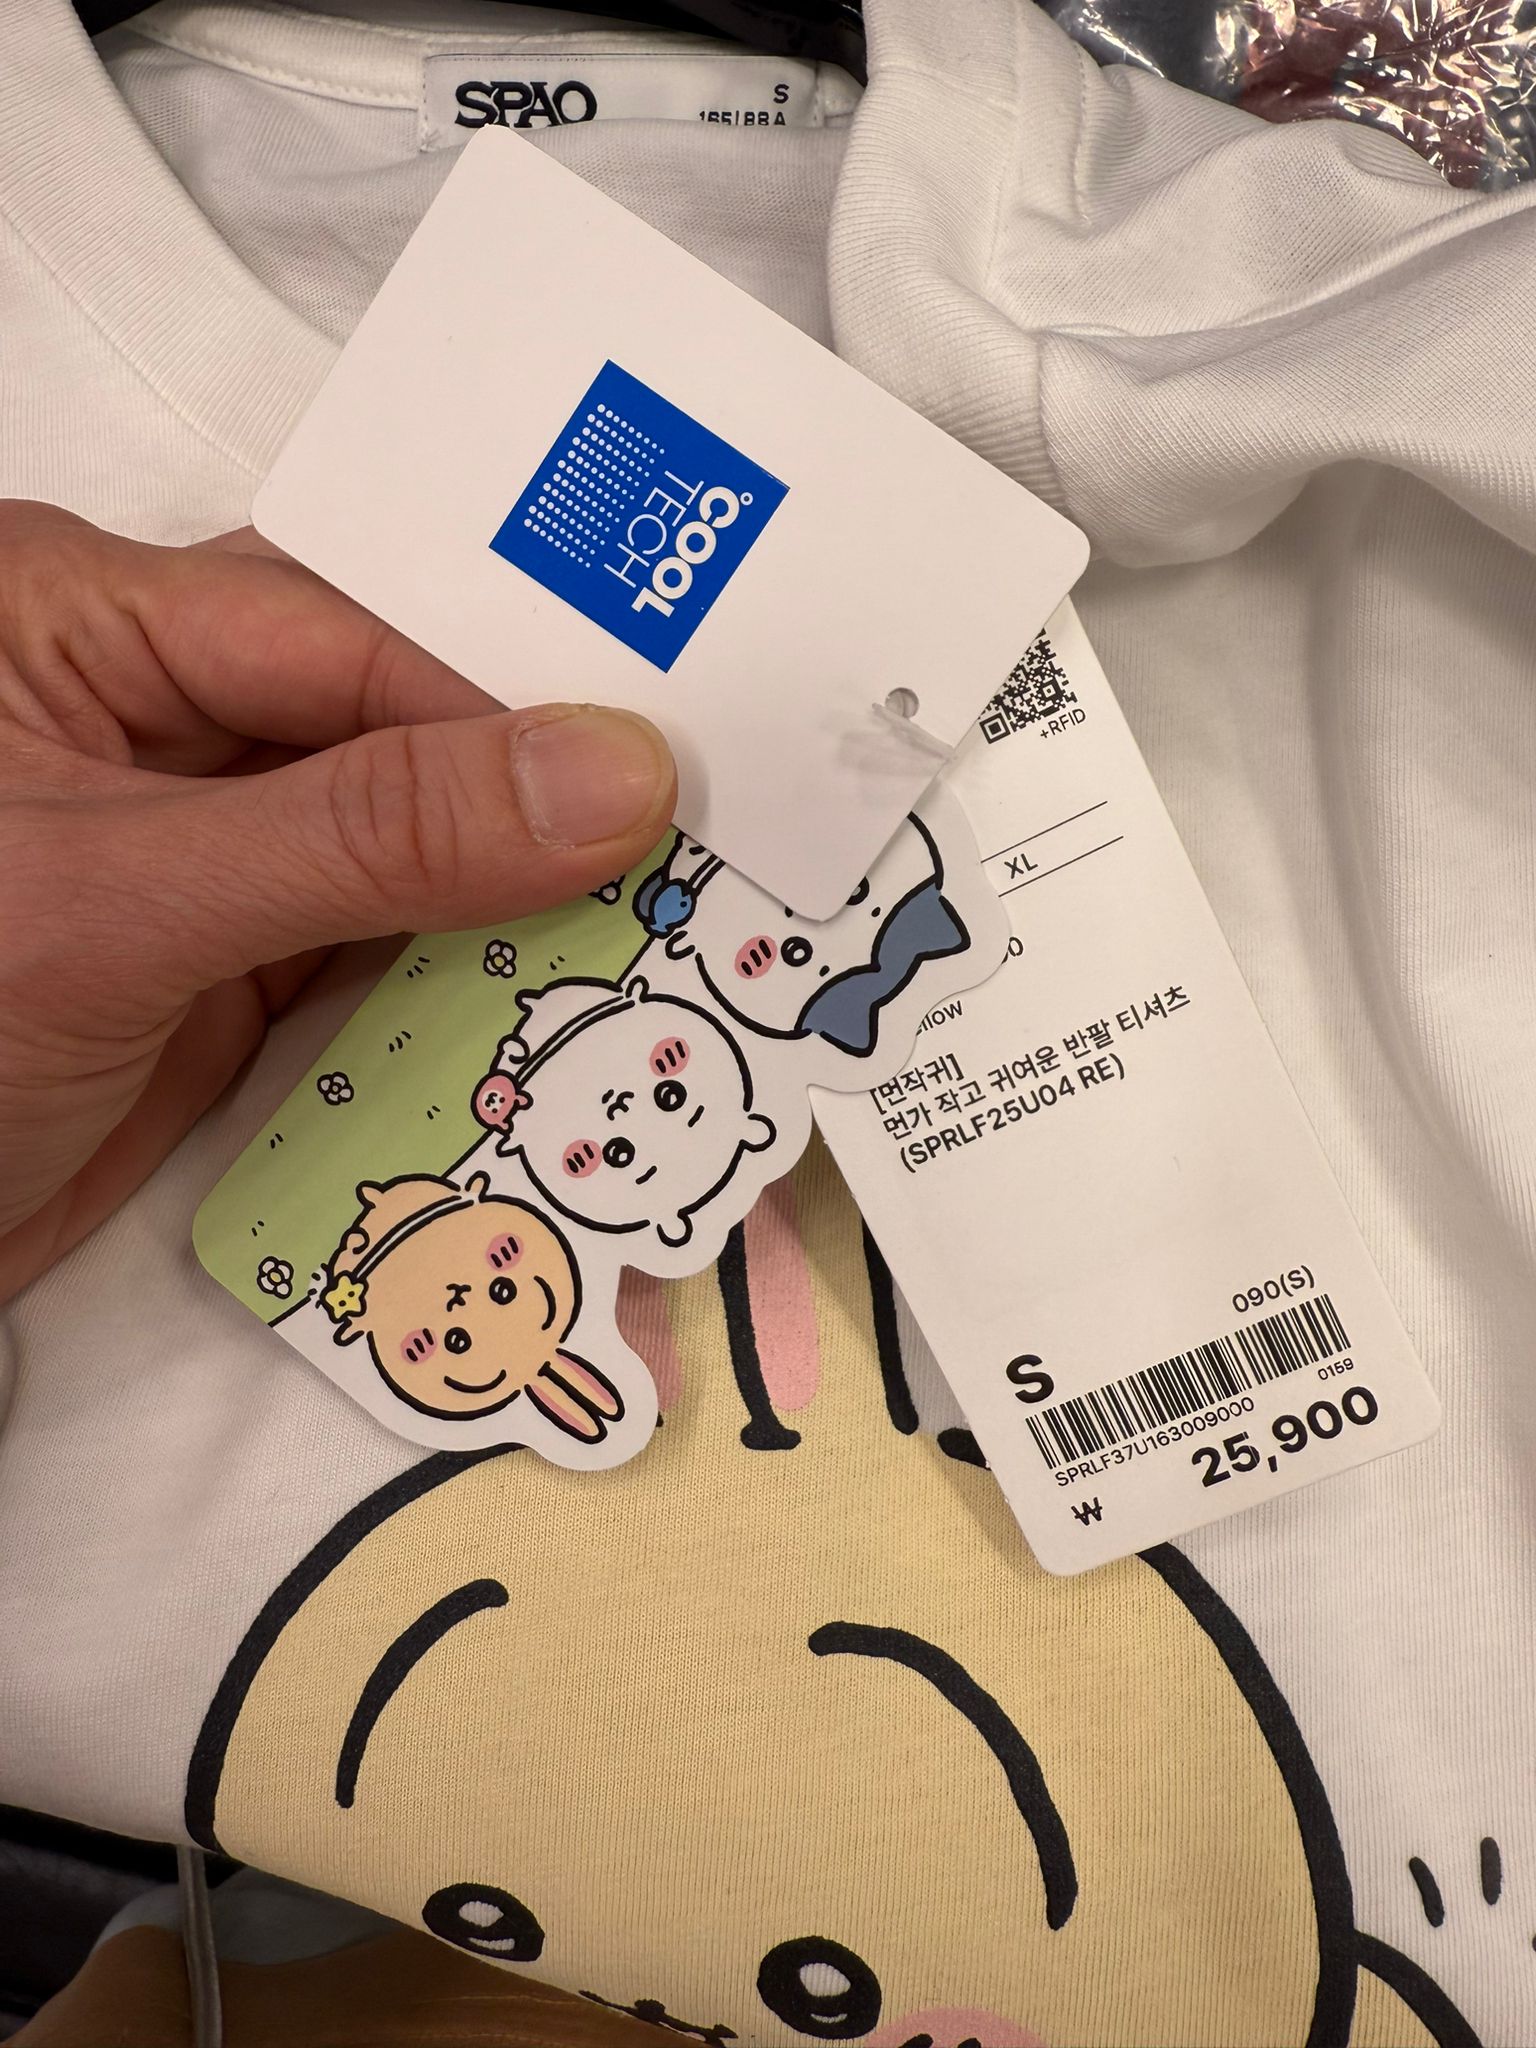 SPAO
S
165/88A
COOL
TECH
+RFID
XL
[먼작귀]
먼가 작고 귀여운 반팔 티셔츠
(SPRLF25U04 RE)
090(S)
S
SPRLF37U163009000
0159
₩ 25,900